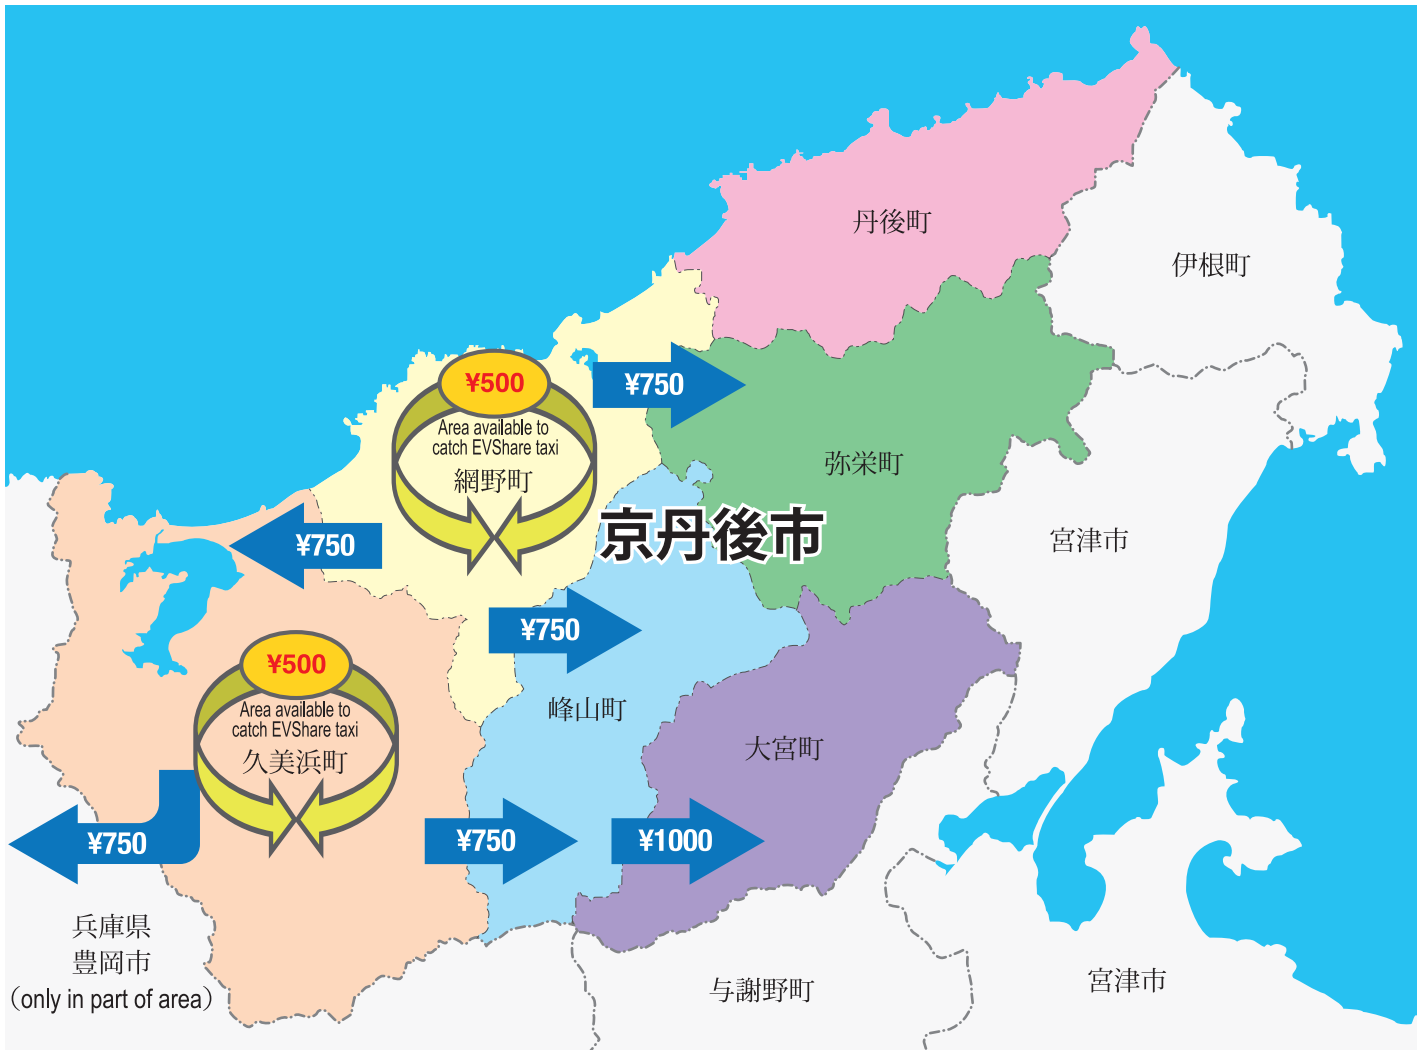 丹後町
伊根町
¥500
¥750
Area available to
catch EVShare taxi
網野町
弥栄町
京丹後市
宮津市
¥750
¥750
¥500
Area available to
catch EVShare taxi
久美浜町
峰山町
大宮町
¥750
¥750
¥1000
兵庫県
豊岡市
（only in part of area）
与謝野町
宮津市